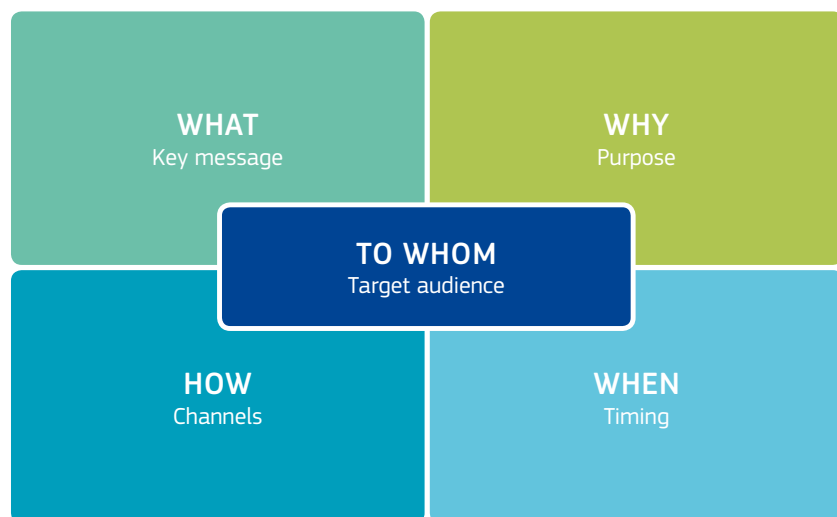 WHAT
Key message
WHY
Purpose
TO WHOM
Target audience
HOW
Channels
WHEN
Timing